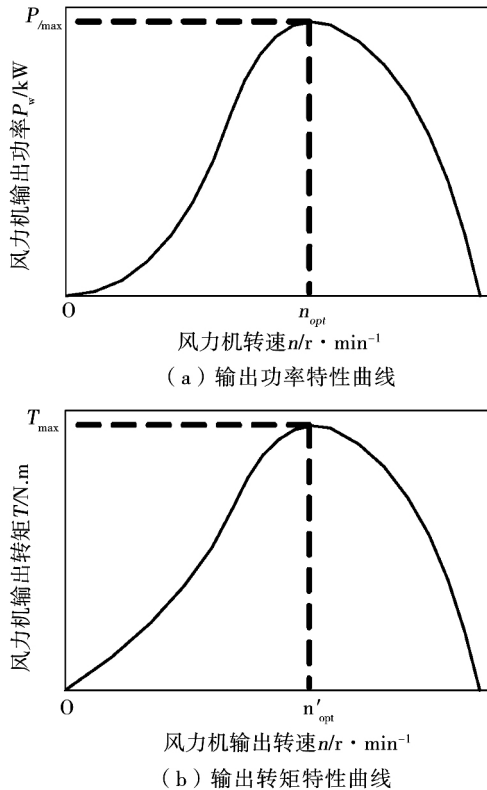 P/max
风力机输出功率Pw/kW
O
nopt
风力机转速n/r·min⁻¹
（a）输出功率特性曲线
Tmax
风力机输出转矩T/N.m
O
n′opt
风力机输出转速n/r·min⁻¹
（b）输出转矩特性曲线